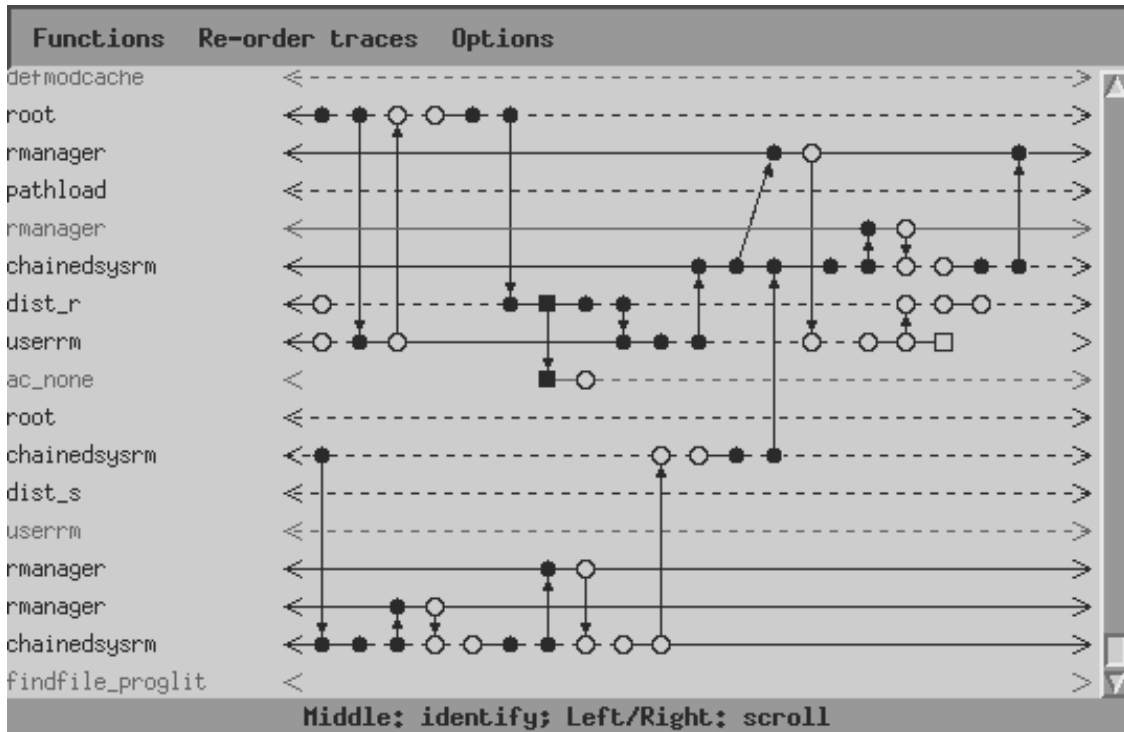 Functions Re-order traces Options
defmodcache
root
rmanager
pathload
rmanager
chainedsysrm
dist_r
userrm
ac_none
root
chainedsysrm
dist_s
userrm
rmanager
rmanager
chainedsysrm
findfile_proglit
Middle: identify; Left/Right: scroll